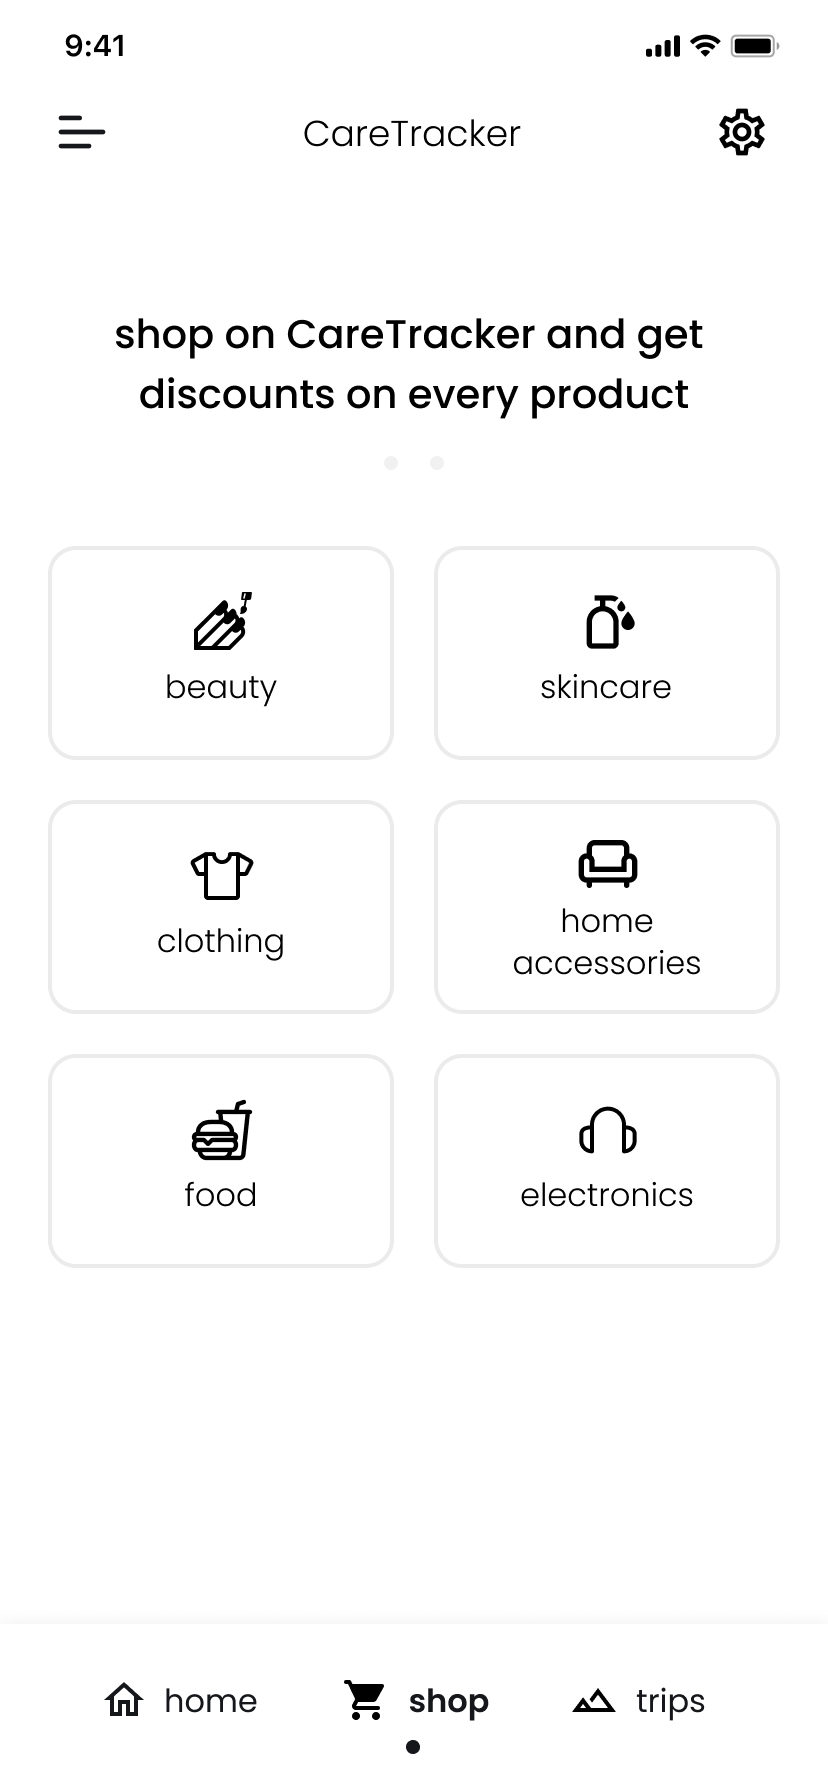 9:41
CareTracker
shop on CareTracker and get
discounts on every product
beauty
skincare
clothing
home
accessories
food
electronics
home
shop
trips